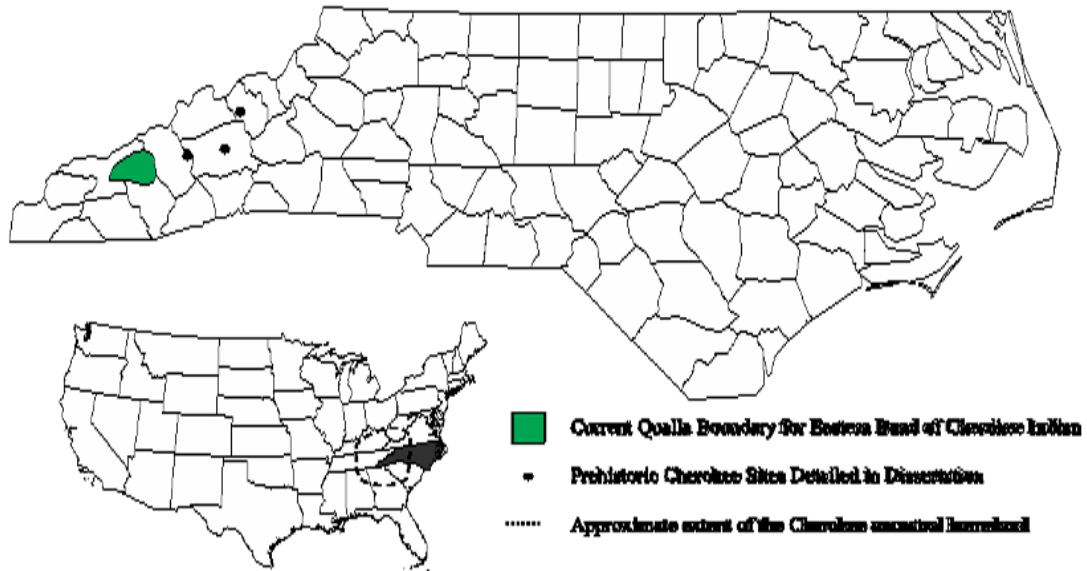 Current Qualla Boundary for Eastern Band of Cherokee Indian
Prehistoric Cherokee Sites Detailed in Dissertation
Approximate extent of the Cherokee ancestral homeland